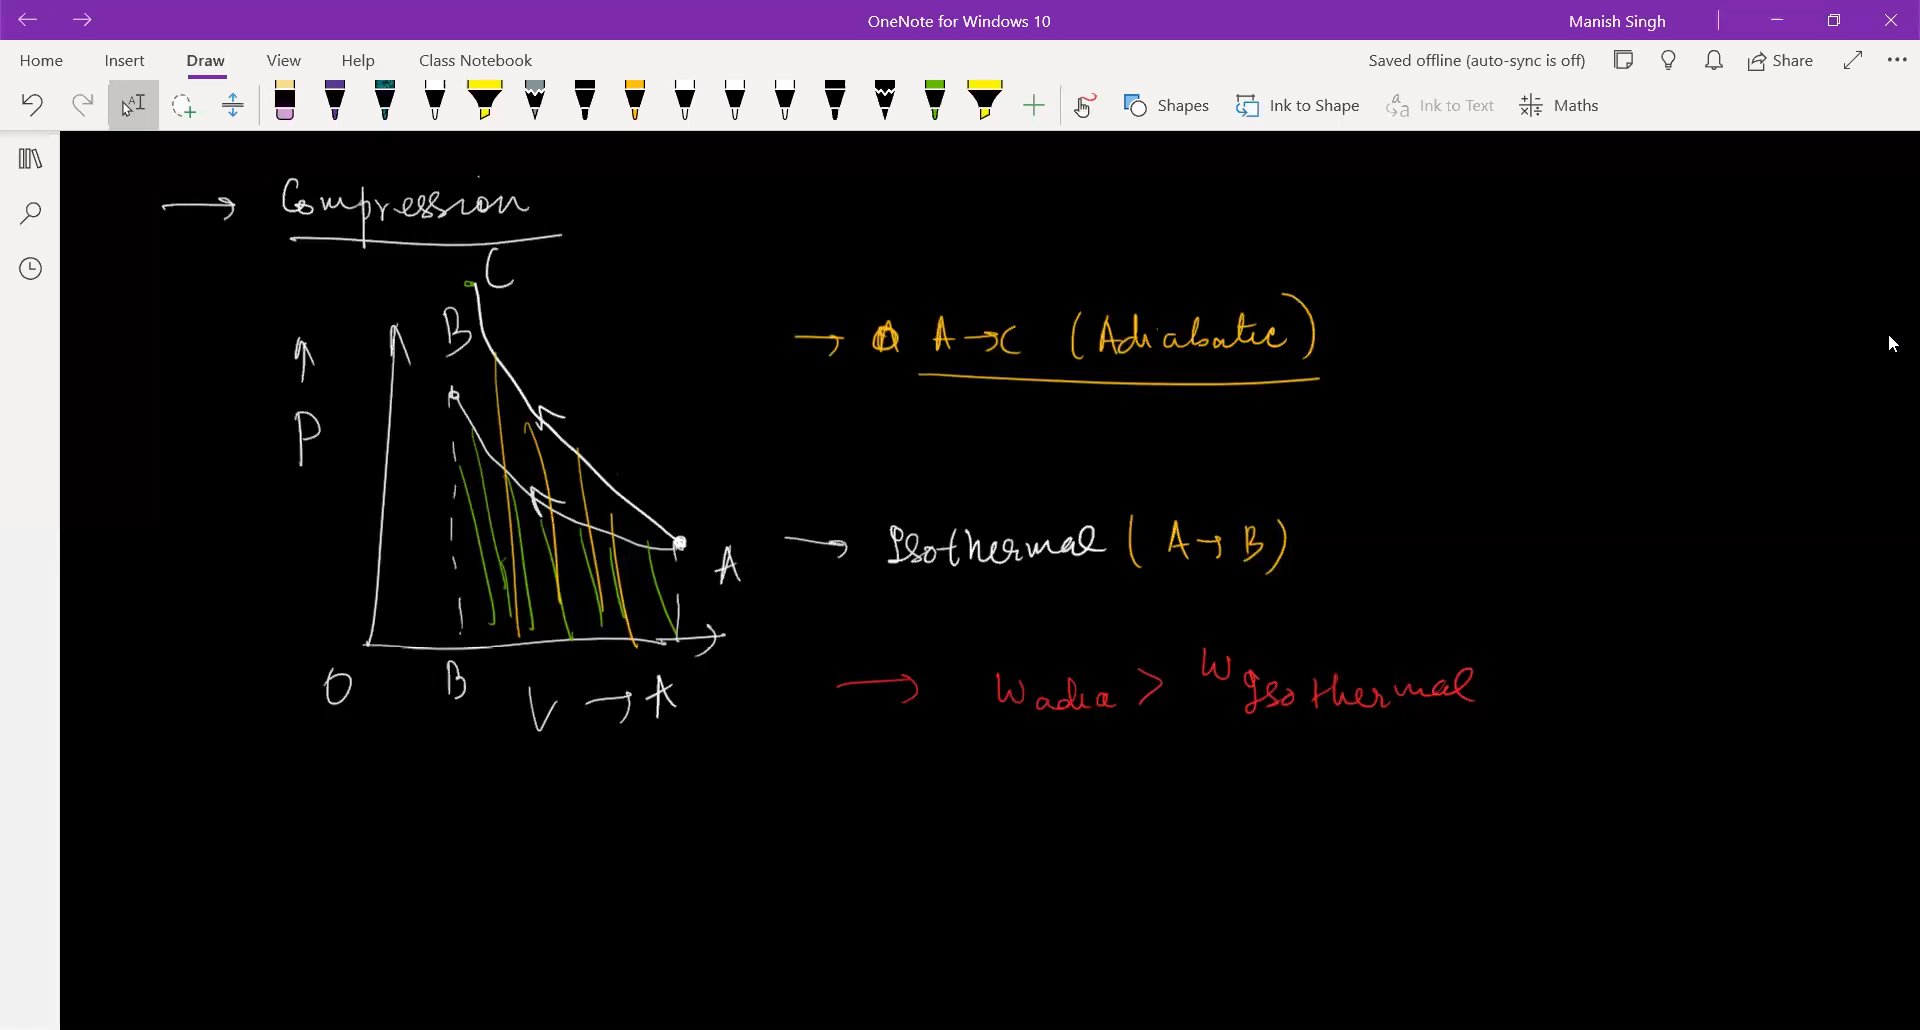 OneNote for Windows 10
Manish Singh
Home Insert Draw View Help Class Notebook
Saved offline (auto-sync is off) Share
Shapes Ink to Shape Ink to Text Maths
→ Compression
C
B
P
→ A→C (Adiabatic)
A
→ Isothermal (A→B)
O B V → A
→ Wadia > WIsothermal